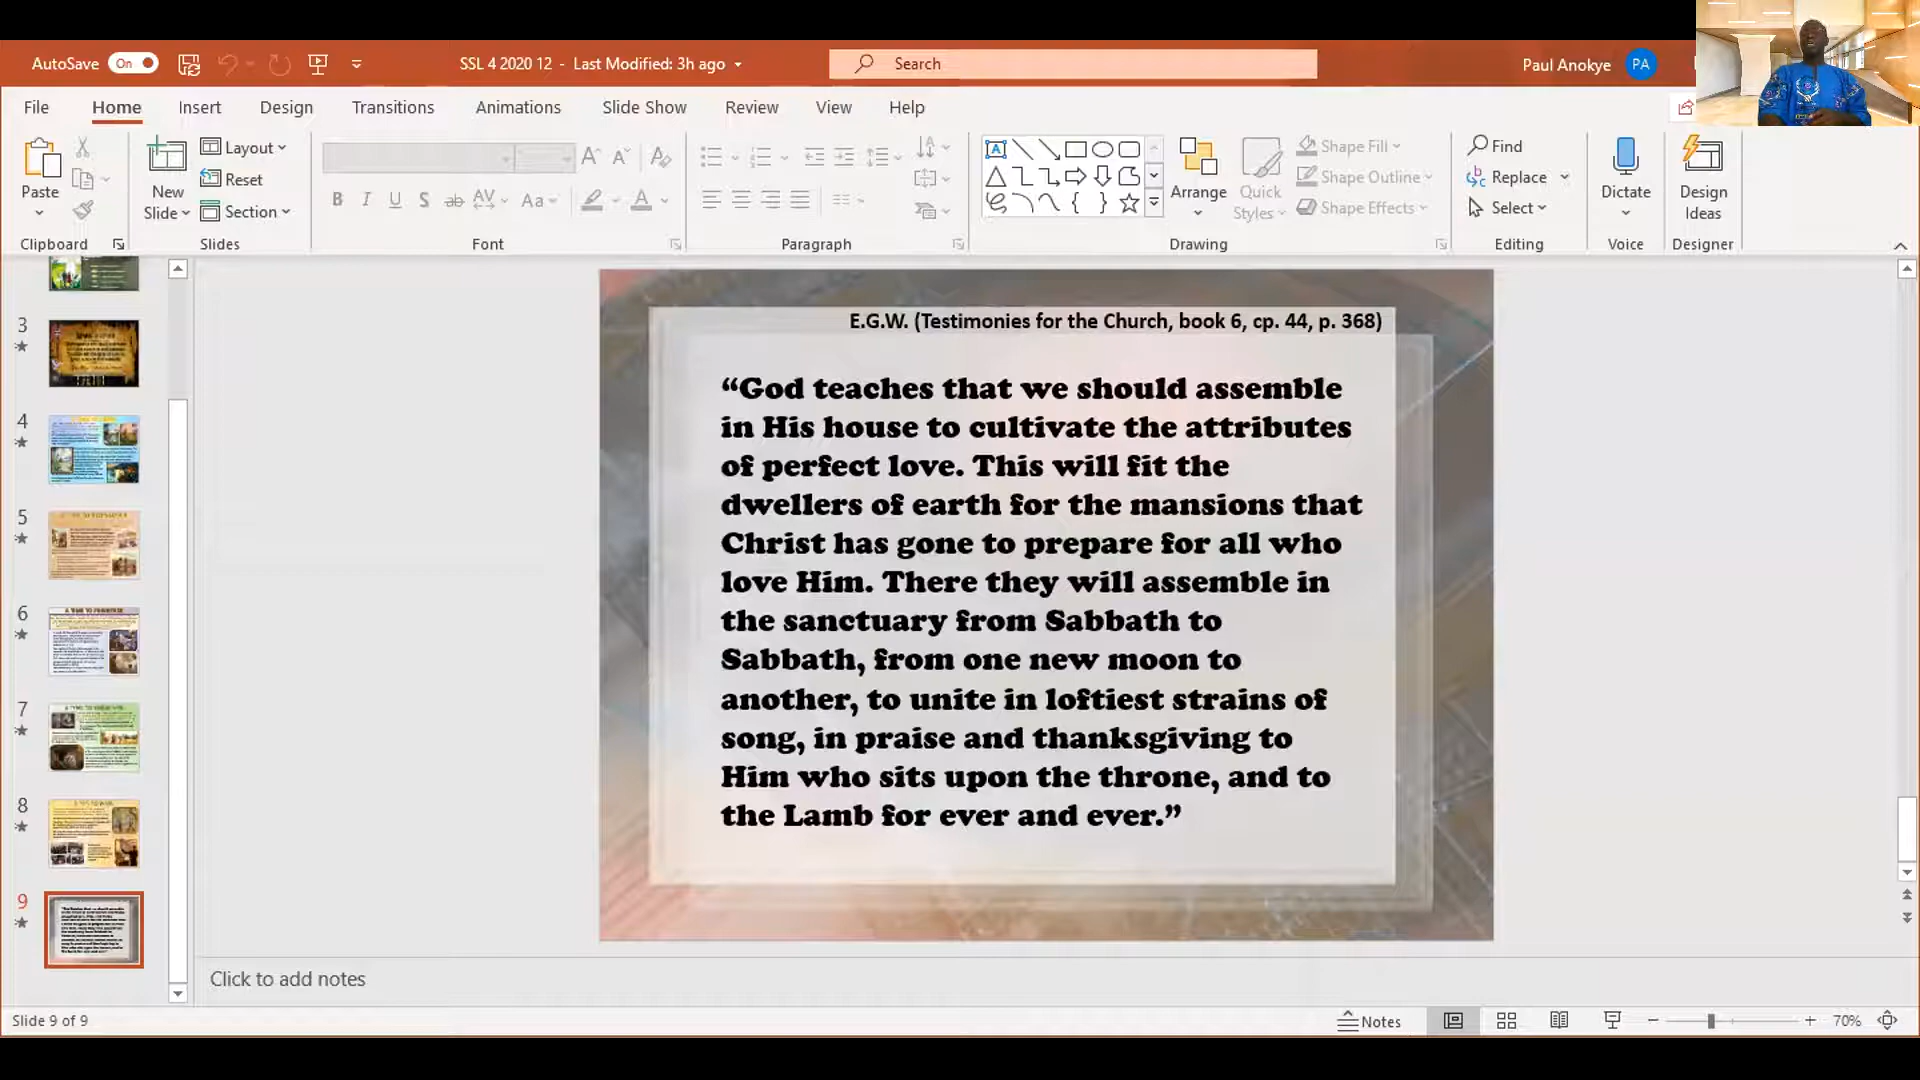 AutoSave On
SSL 4 2020 12 - Last Modified: 3h ago
Search
Paul Anokye PA
File Home Insert Design Transitions Animations Slide Show Review View Help
Paste
New Slide
Layout
Reset
Section
B I U S ab AV Aa A
Arrange
Quick Styles
Shape Fill
Shape Outline
Shape Effects
Find
Replace
Select
Dictate
Design Ideas
Clipboard Slides Font Paragraph Drawing Editing Voice Designer
3
4
5
6
7
8
9
E.G.W. (Testimonies for the Church, book 6, cp. 44, p. 368)
“God teaches that we should assemble
in His house to cultivate the attributes
of perfect love. This will fit the
dwellers of earth for the mansions that
Christ has gone to prepare for all who
love Him. There they will assemble in
the sanctuary from Sabbath to
Sabbath, from one new moon to
another, to unite in loftiest strains of
song, in praise and thanksgiving to
Him who sits upon the throne, and to
the Lamb for ever and ever.”
Click to add notes
Slide 9 of 9
Notes
70%